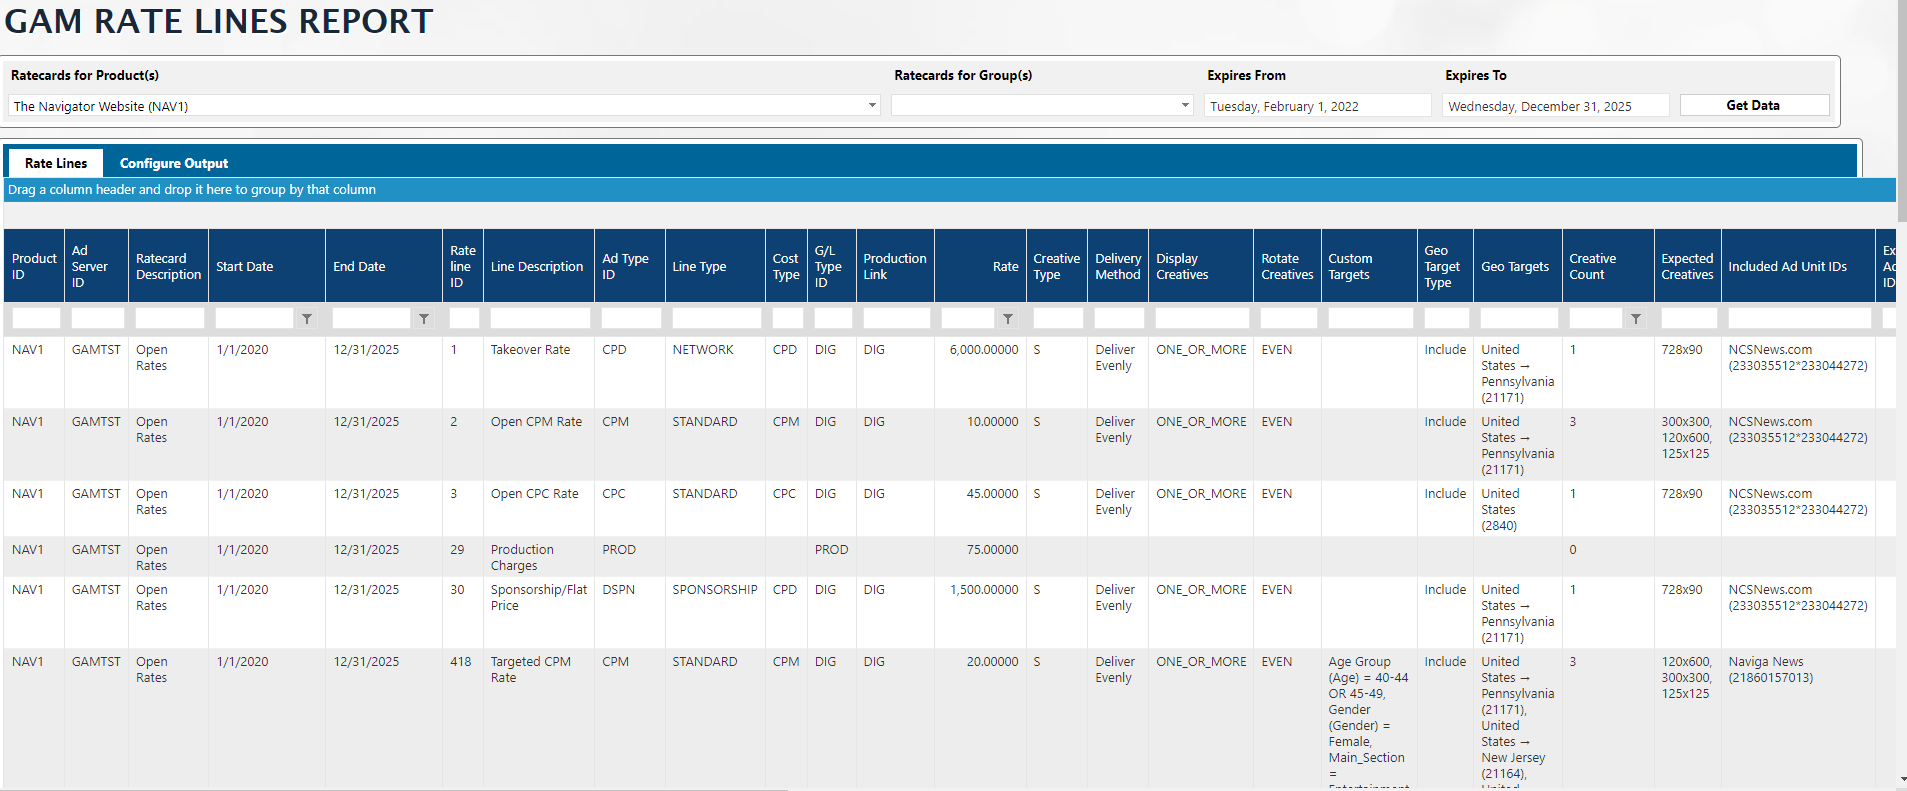 GAM RATE LINES REPORT
Ratecards for Product(s)
Ratecards for Group(s)
Expires From
Expires To
The Navigator Website (NAV1)
Tuesday, February 1, 2022
Wednesday, December 31, 2025
Get Data
Rate Lines
Configure Output
Drag a column header and drop it here to group by that column
Product ID
Ad Server ID
Ratecard Description
Start Date
End Date
Rate line ID
Line Description
Ad Type ID
Line Type
Cost Type
G/L Type ID
Production Link
Rate
Creative Type
Delivery Method
Display Creatives
Rotate Creatives
Custom Targets
Geo Target Type
Geo Targets
Creative Count
Expected Creatives
Included Ad Unit IDs
NAV1 GAMTST Open Rates 1/1/2020 12/31/2025 1 Takeover Rate CPD NETWORK CPD DIG DIG 6,000.00000 S Deliver Evenly ONE_OR_MORE EVEN Include United States → Pennsylvania (21171) 1 728x90 NCSNews.com (233035512*233044272)
NAV1 GAMTST Open Rates 1/1/2020 12/31/2025 2 Open CPM Rate CPM STANDARD CPM DIG DIG 10.00000 S Deliver Evenly ONE_OR_MORE EVEN Include United States → Pennsylvania (21171) 3 300x300, 120x600, 125x125 NCSNews.com (233035512*233044272)
NAV1 GAMTST Open Rates 1/1/2020 12/31/2025 3 Open CPC Rate CPC STANDARD CPC DIG DIG 45.00000 S Deliver Evenly ONE_OR_MORE EVEN Include United States (2840) 1 728x90 NCSNews.com (233035512*233044272)
NAV1 GAMTST Open Rates 1/1/2020 12/31/2025 29 Production Charges PROD PROD 75.00000 0
NAV1 GAMTST Open Rates 1/1/2020 12/31/2025 30 Sponsorship/Flat Price DSPN SPONSORSHIP CPD DIG DIG 1,500.00000 S Deliver Evenly ONE_OR_MORE EVEN Include United States → Pennsylvania (21171) 1 728x90 NCSNews.com (233035512*233044272)
NAV1 GAMTST Open Rates 1/1/2020 12/31/2025 418 Targeted CPM Rate CPM STANDARD CPM DIG DIG 20.00000 S Deliver Evenly ONE_OR_MORE EVEN Age Group (Age) = 40-44 OR 45-49, Gender (Gender) = Female, Main_Section = Include United States → Pennsylvania (21171), United States → New Jersey (21164), 3 120x600, 300x300, 125x125 Naviga News (21860157013)